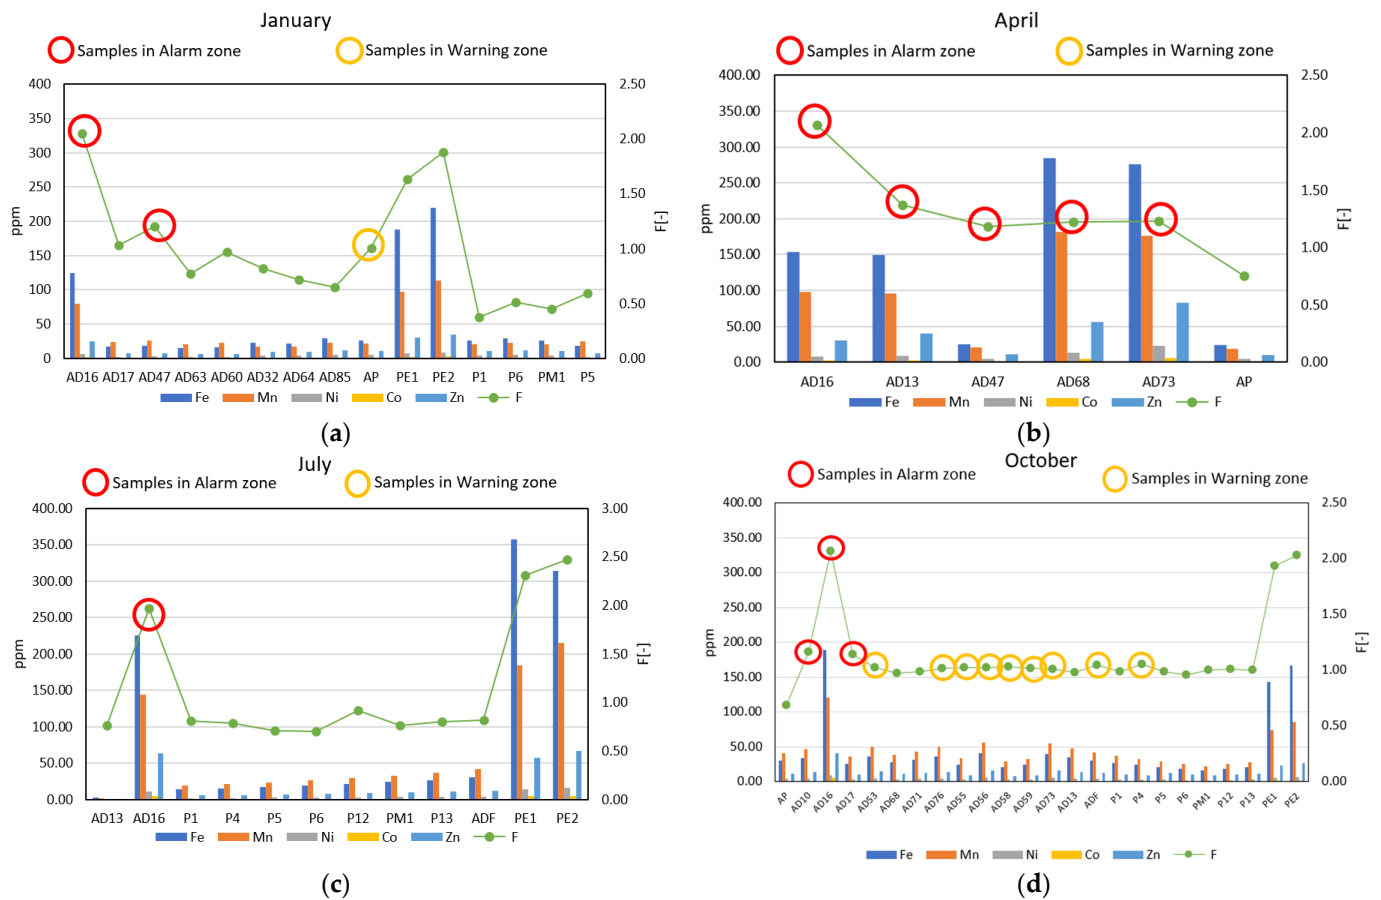 January
Samples in Alarm zone Samples in Warning zone
400 2.50
350
2.00
300
250 1.50
ppm 200 F[-]
1.00
150
100
0.50
50
0 0.00
AD16 AD17 AD47 AD63 AD60 AD32 AD64 AD85 AP PE1 PE2 P1 P6 PM1 P5
Fe Mn Ni Co Zn F
(a)
April
Samples in Alarm zone Samples in Warning zone
400.00 2.50
350.00
2.00
300.00
250.00 1.50
ppm 200.00 F[-]
1.00
150.00
100.00
0.50
50.00
0.00 0.00
AD16 AD13 AD47 AD68 AD73 AP
Fe Mn Ni Co Zn F
(b)
July
Samples in Alarm zone Samples in Warning zone
400.00 3.00
350.00
2.50
300.00
2.00
250.00
ppm 200.00 1.50 F[-]
150.00
1.00
100.00
0.50
50.00
0.00 0.00
AD13 AD16 P1 P4 P5 P6 P12 PM1 P13 ADF PE1 PE2
Fe Mn Ni Co Zn F
(c)
October
Samples in Alarm zone Samples in Warning zone
400.00 2.50
350.00
2.00
300.00
250.00 1.50
ppm 200.00 F[-]
1.00
150.00
100.00
0.50
50.00
0.00 0.00
AP AD10 AD16 AD17 AD53 AD68 AD71 AD76 AD55 AD56 AD58 AD59 AD73 AD13 ADF P1 P4 P5 P6 PM1 P12 P13 PE1 PE2
Fe Mn Ni Co Zn F
(d)